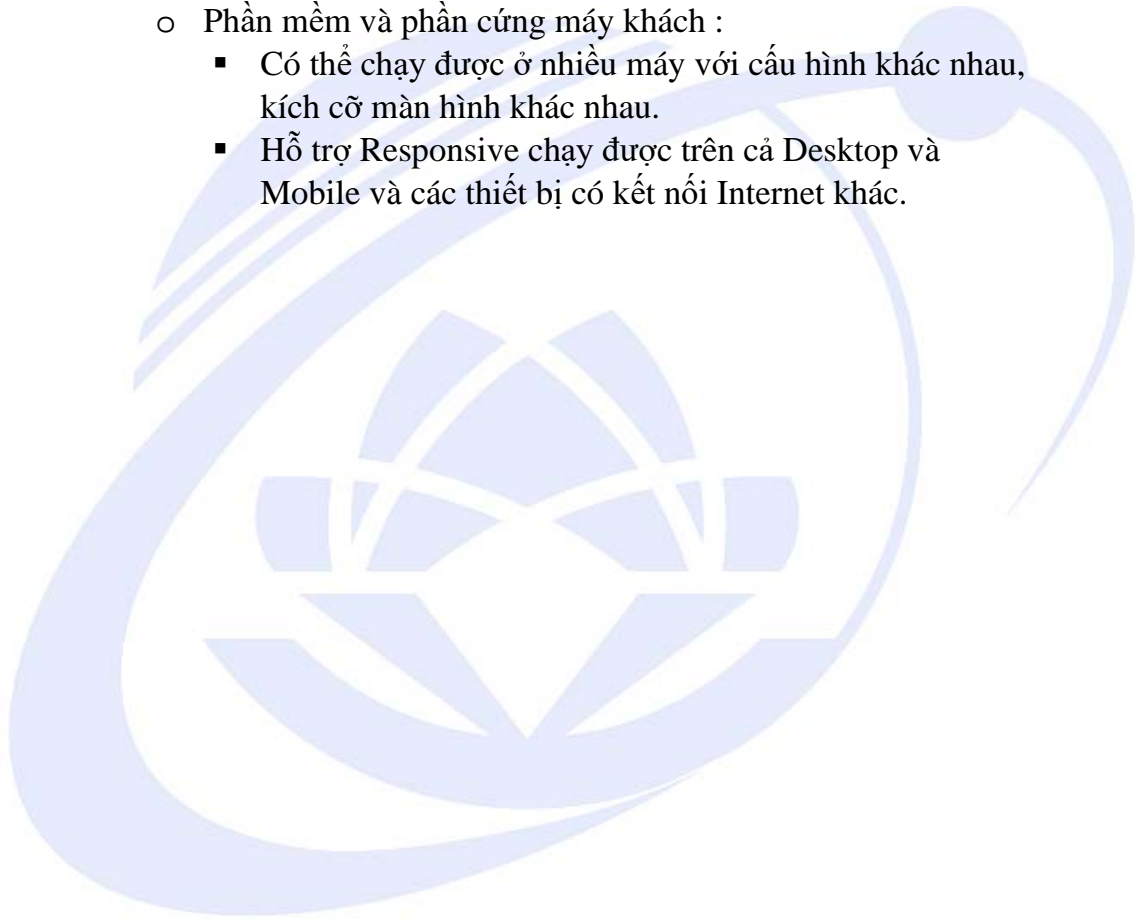 o Phần mềm và phần cứng máy khách :
▪ Có thể chạy được ở nhiều máy với cấu hình khác nhau,
kích cỡ màn hình khác nhau.
▪ Hỗ trợ Responsive chạy được trên cả Desktop và
Mobile và các thiết bị có kết nối Internet khác.